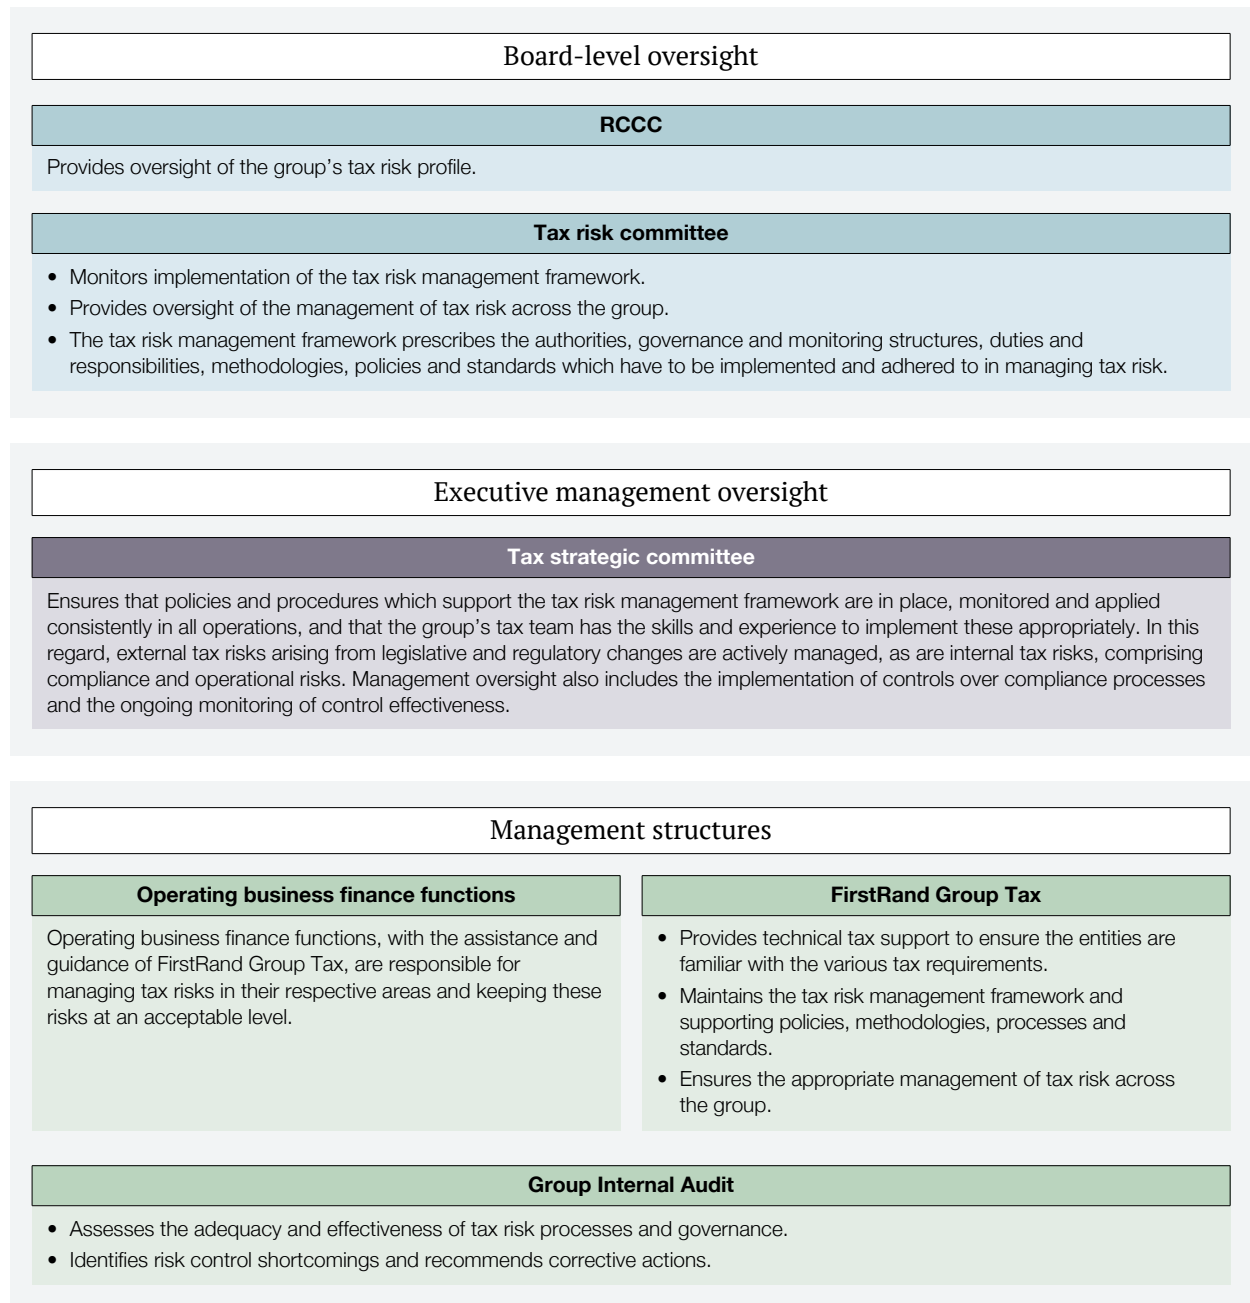 Board-level oversight
RCCC
Provides oversight of the group’s tax risk profile.
Tax risk committee
• Monitors implementation of the tax risk management framework.
• Provides oversight of the management of tax risk across the group.
• The tax risk management framework prescribes the authorities, governance and monitoring structures, duties and
responsibilities, methodologies, policies and standards which have to be implemented and adhered to in managing tax risk.
Executive management oversight
Tax strategic committee
Ensures that policies and procedures which support the tax risk management framework are in place, monitored and applied
consistently in all operations, and that the group’s tax team has the skills and experience to implement these appropriately. In this
regard, external tax risks arising from legislative and regulatory changes are actively managed, as are internal tax risks, comprising
compliance and operational risks. Management oversight also includes the implementation of controls over compliance processes
and the ongoing monitoring of control effectiveness.
Management structures
Operating business finance functions
Operating business finance functions, with the assistance and
guidance of FirstRand Group Tax, are responsible for
managing tax risks in their respective areas and keeping these
risks at an acceptable level.
FirstRand Group Tax
• Provides technical tax support to ensure the entities are
familiar with the various tax requirements.
• Maintains the tax risk management framework and
supporting policies, methodologies, processes and
standards.
• Ensures the appropriate management of tax risk across
the group.
Group Internal Audit
• Assesses the adequacy and effectiveness of tax risk processes and governance.
• Identifies risk control shortcomings and recommends corrective actions.